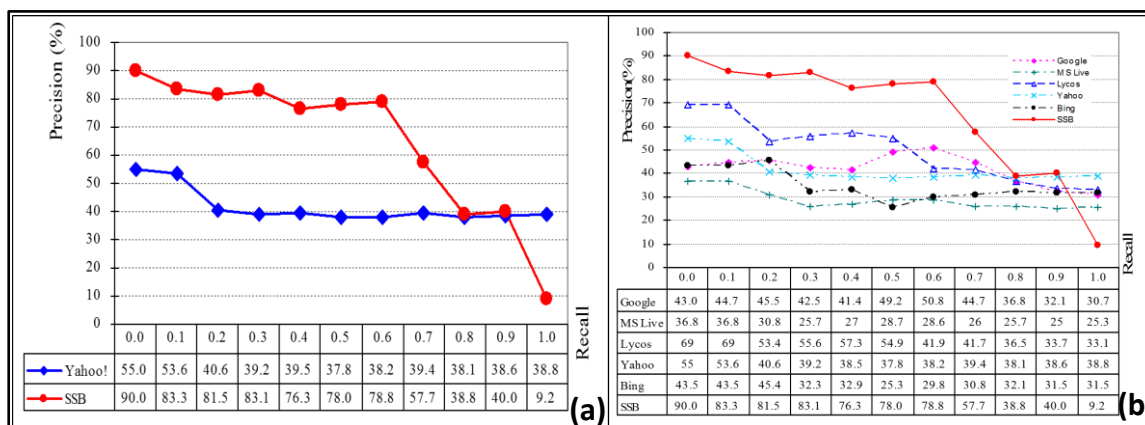 Precision (%)
100
90
80
70
60
50
40
30
20
10
0
0.0 0.1 0.2 0.3 0.4 0.5 0.6 0.7 0.8 0.9 1.0
Recall
Yahoo! 55.0 53.6 40.6 39.2 39.5 37.8 38.2 39.4 38.1 38.6 38.8
SSB 90.0 83.3 81.5 83.1 76.3 78.0 78.8 57.7 38.8 40.0 9.2
(a)
Precision(%)
100
90
80
70
60
50
40
30
20
10
0
Google
MS Live
Lycos
Yahoo
Bing
SSB
Recall
0.0 0.1 0.2 0.3 0.4 0.5 0.6 0.7 0.8 0.9 1.0
Google 43.0 44.7 45.5 42.5 41.4 49.2 50.8 44.7 36.8 32.1 30.7
MS Live 36.8 36.8 30.8 25.7 27 28.7 28.6 26 25.7 25 25.3
Lycos 69 69 53.4 55.6 57.3 54.9 41.9 41.7 36.5 33.7 33.1
Yahoo 55 53.6 40.6 39.2 38.5 37.8 38.2 39.4 38.1 38.6 38.8
Bing 43.5 43.5 45.4 32.3 32.9 25.3 29.8 30.8 32.1 31.5 31.5
SSB 90.0 83.3 81.5 83.1 76.3 78.0 78.8 57.7 38.8 40.0 9.2
(b